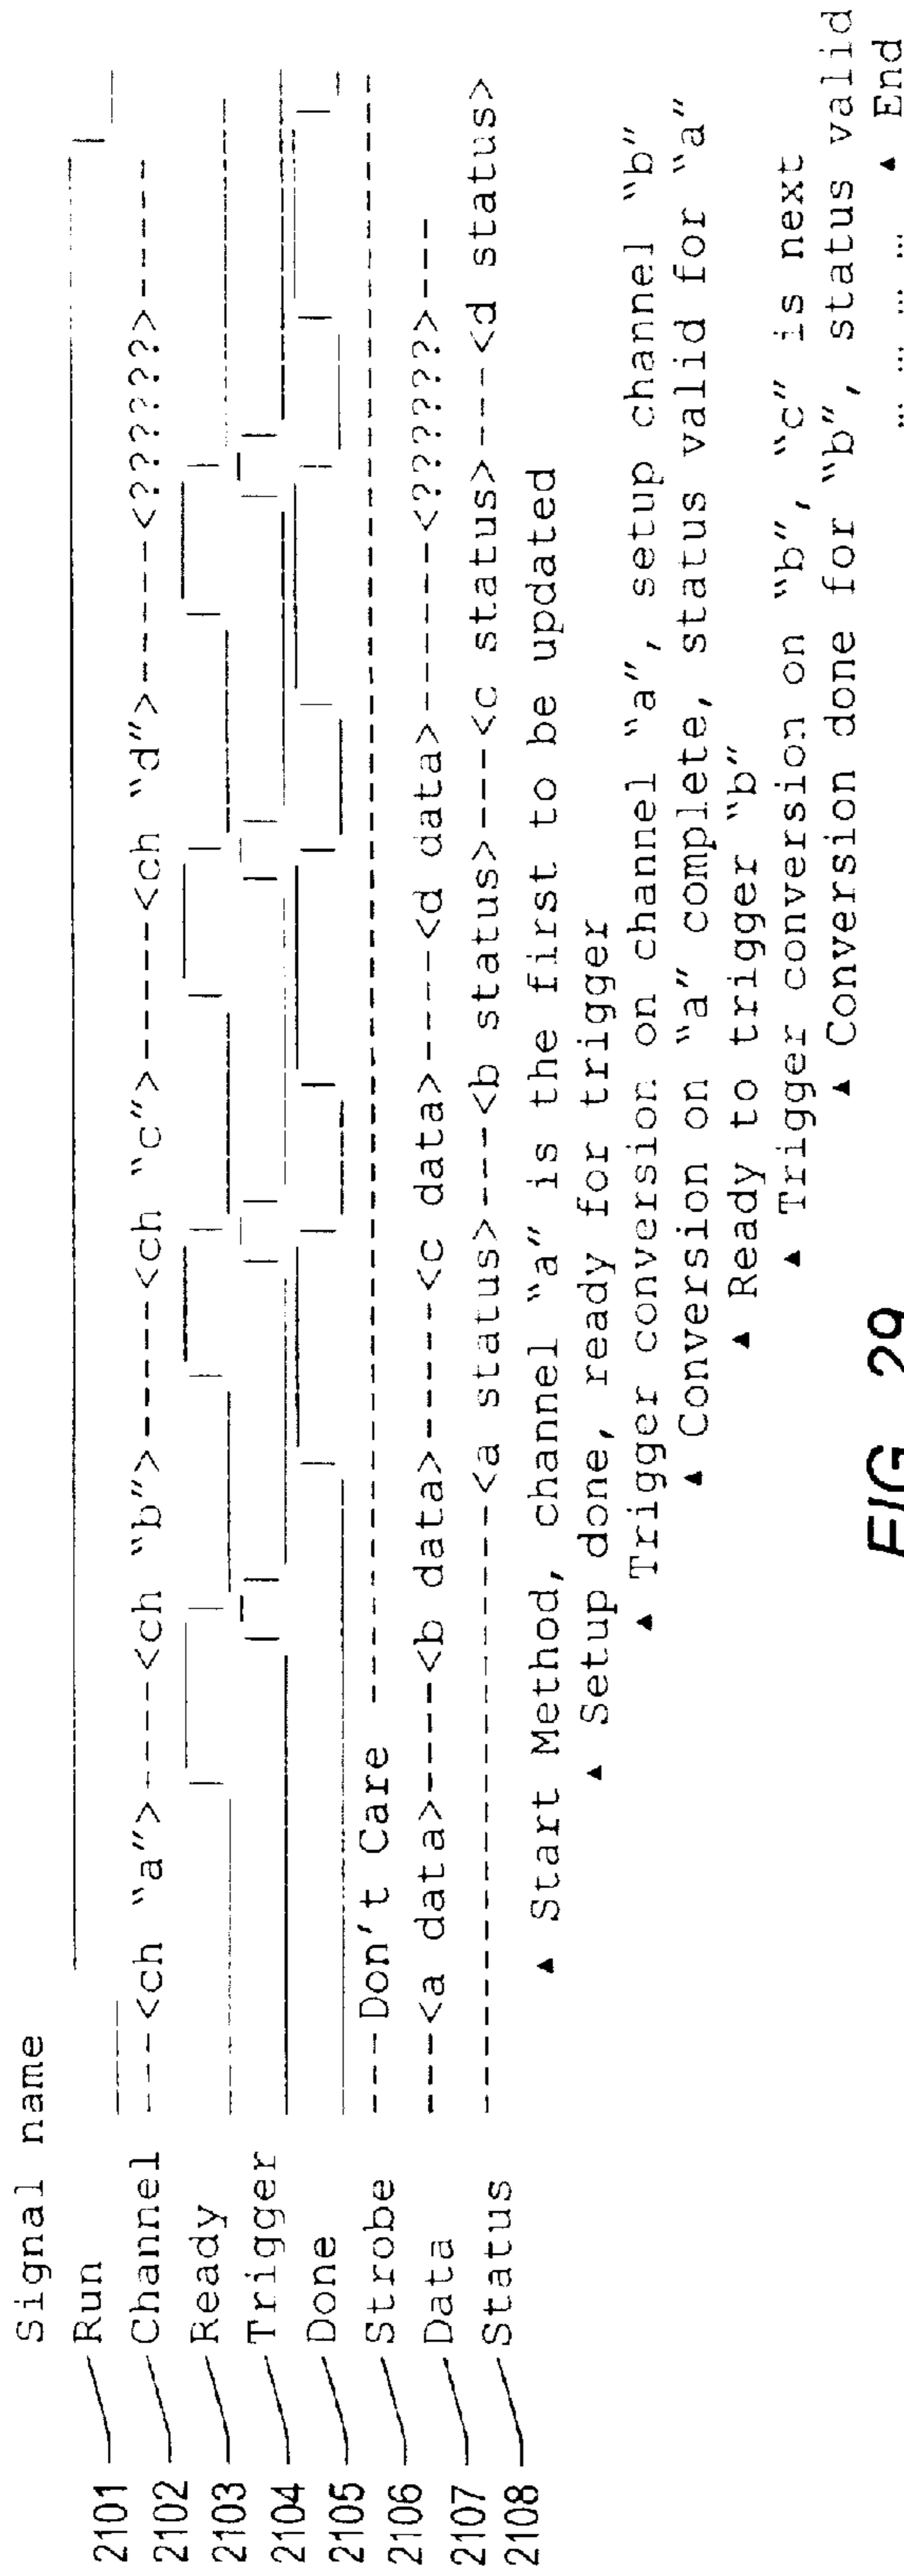 Signal name
2101 Run
2102 Channel ---<ch "a">-----<ch "b">------<ch "c">------<ch "d">------<???????>-----
2103 Ready
2104 Trigger
2105 Done
2106 Strobe ---Don't Care -----------------------------
2107 Data ---<a data>-----<b data>-----<c data>-----<d data>-------<???????>---
2108 Status ----------------<a status>---<b status>---<c status>---<d status>
▲ Start Method, channel "a" is the first to be updated
▲ Setup done, ready for trigger
▲ Trigger conversion on channel "a", setup channel "b"
▲ Conversion on "a" complete, status valid for "a"
▲ Ready to trigger "b"
▲ Trigger conversion on "b", "c" is next
▲ Conversion done for "b", status valid
... ... ... ... ▲ End
FIG 29